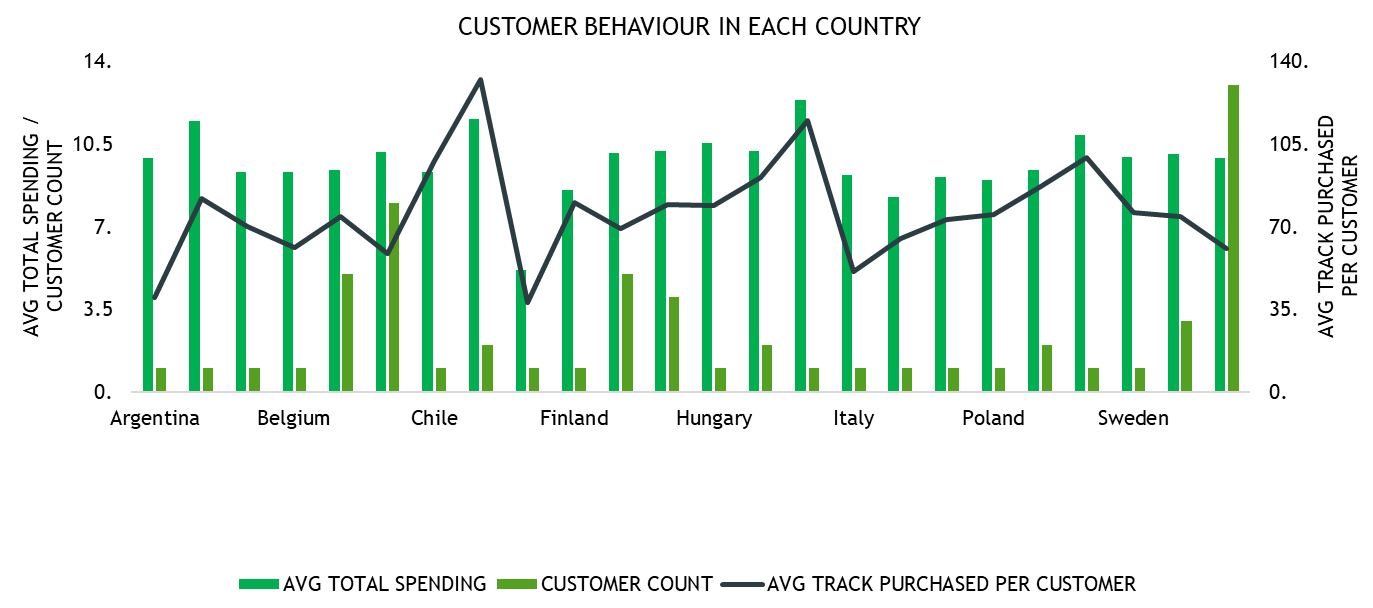 CUSTOMER BEHAVIOUR IN EACH COUNTRY
14.
10.5
7.
3.5
0.
AVG TOTAL SPENDING /
CUSTOMER COUNT
140.
105.
70.
35.
0.
AVG TRACK PURCHASED
PER CUSTOMER
Argentina Belgium Chile Finland Hungary Italy Poland Sweden
AVG TOTAL SPENDING CUSTOMER COUNT AVG TRACK PURCHASED PER CUSTOMER